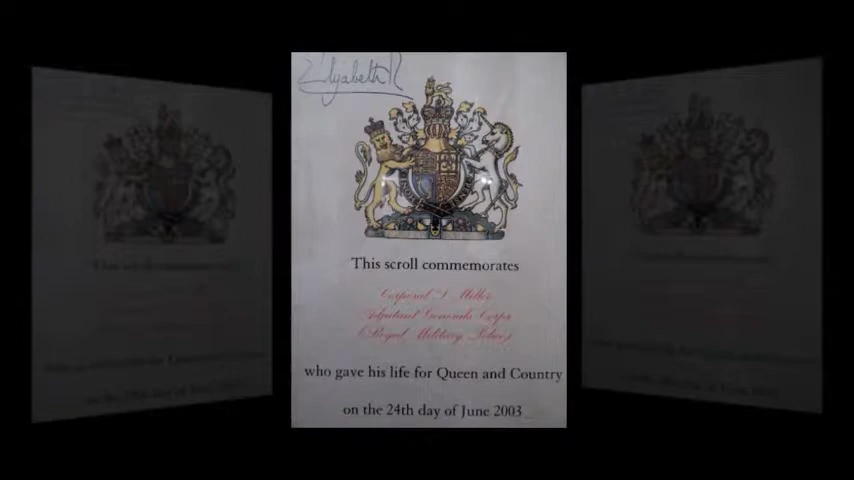 Elizabeth R
This scroll commemorates
Corporal S Miller
Adjutant Generals Corps
(Royal Military Police)
who gave his life for Queen and Country
on the 24th day of June 2003